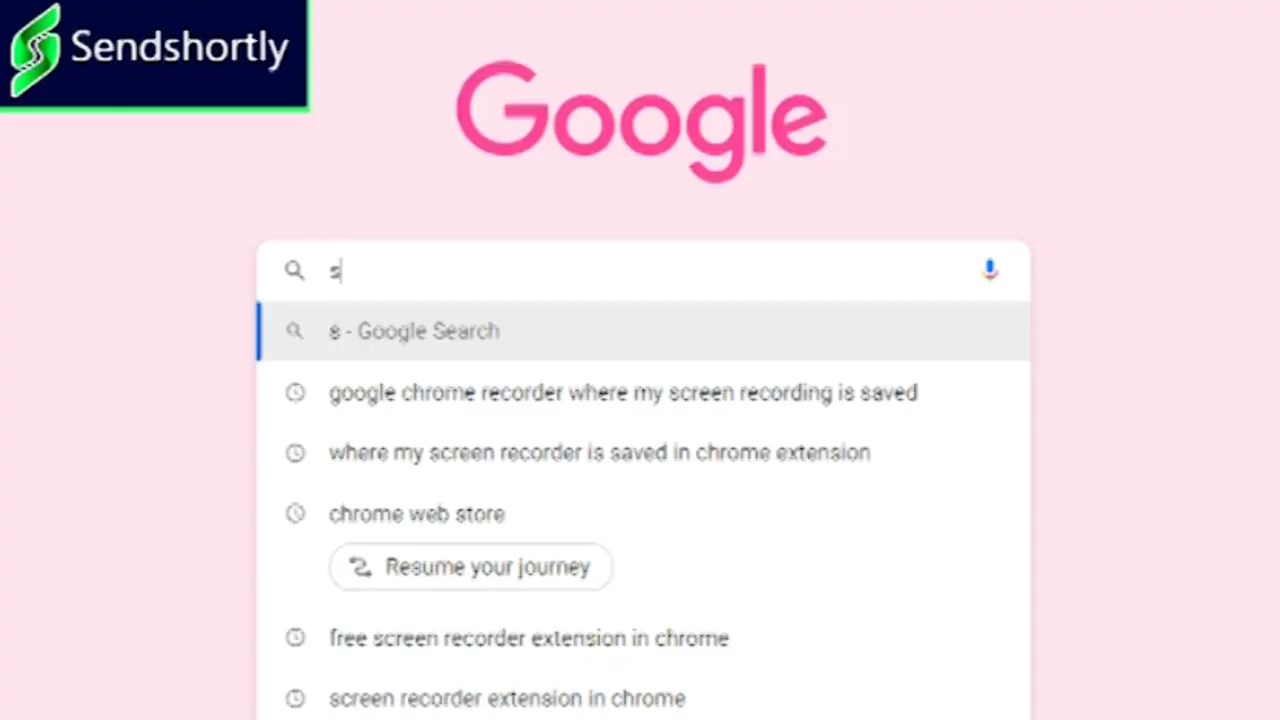 Sendshortly
Google
s
s - Google Search
google chrome recorder where my screen recording is saved
where my screen recorder is saved in chrome extension
chrome web store
Resume your journey
free screen recorder extension in chrome
screen recorder extension in chrome